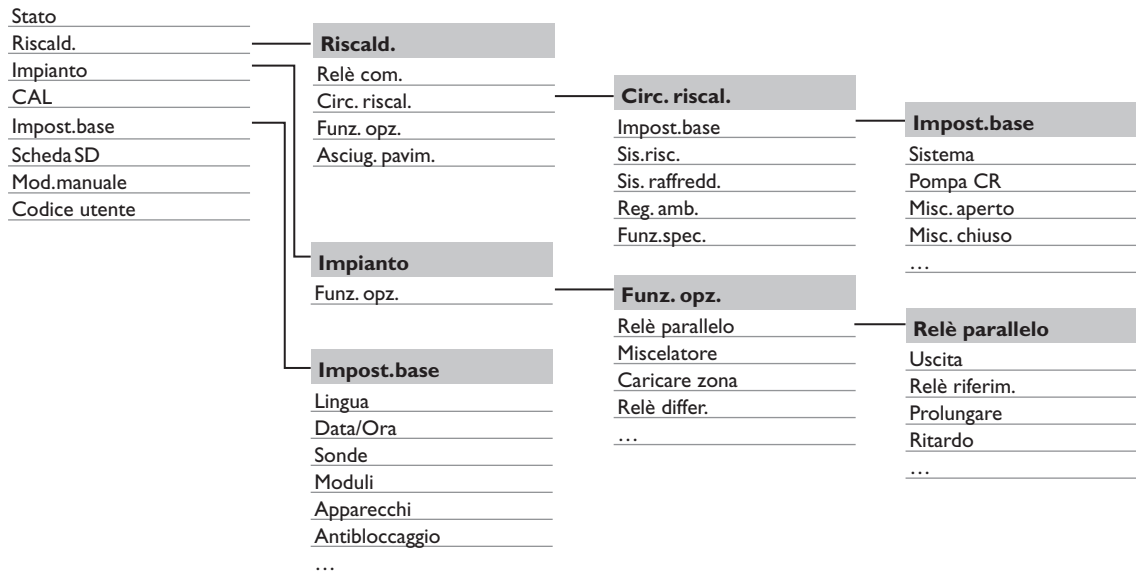 Stato
Riscald.
Impianto
CAL
Impost.base
Scheda SD
Mod.manuale
Codice utente
Riscald.
Relè com.
Circ. riscal.
Funz. opz.
Asciug. pavim.
Impianto
Funz. opz.
Impost.base
Lingua
Data/Ora
Sonde
Moduli
Apparecchi
Antibloccaggio
…
Circ. riscal.
Impost.base
Sis.risc.
Sis. raffredd.
Reg. amb.
Funz.spec.
Funz. opz.
Relè parallelo
Miscelatore
Caricare zona
Relè differ.
…
Impost.base
Sistema
Pompa CR
Misc. aperto
Misc. chiuso
…
Relè parallelo
Uscita
Relè riferim.
Prolungare
Ritardo
…